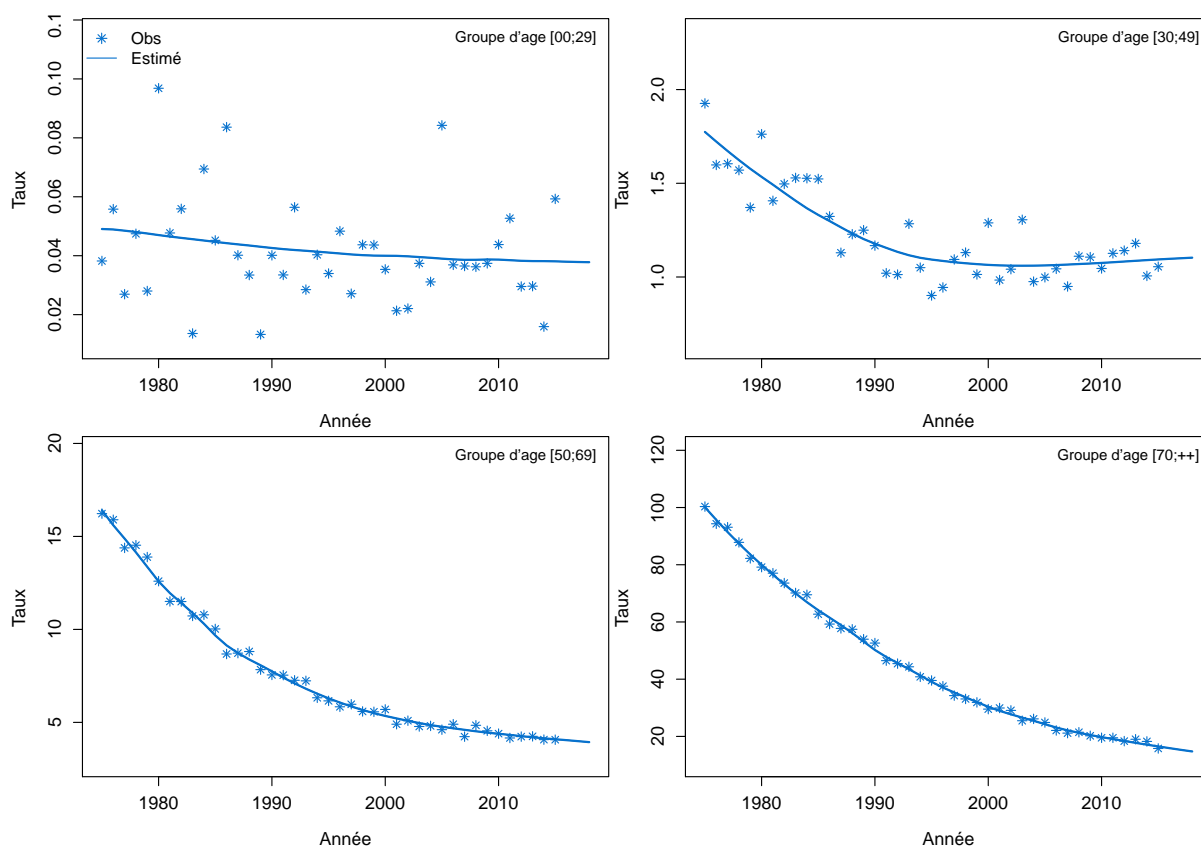 Groupe d'age [00;29]
Obs
Estimé
0.1
0.10
0.08
0.06
0.04
0.02
Taux
1980 1990 2000 2010
Année
Groupe d'age [30;49]
2.0
1.5
1.0
Taux
1980 1990 2000 2010
Année
Groupe d'age [50;69]
20
15
10
5
Taux
1980 1990 2000 2010
Année
Groupe d'age [70;++]
120
100
80
60
40
20
Taux
1980 1990 2000 2010
Année